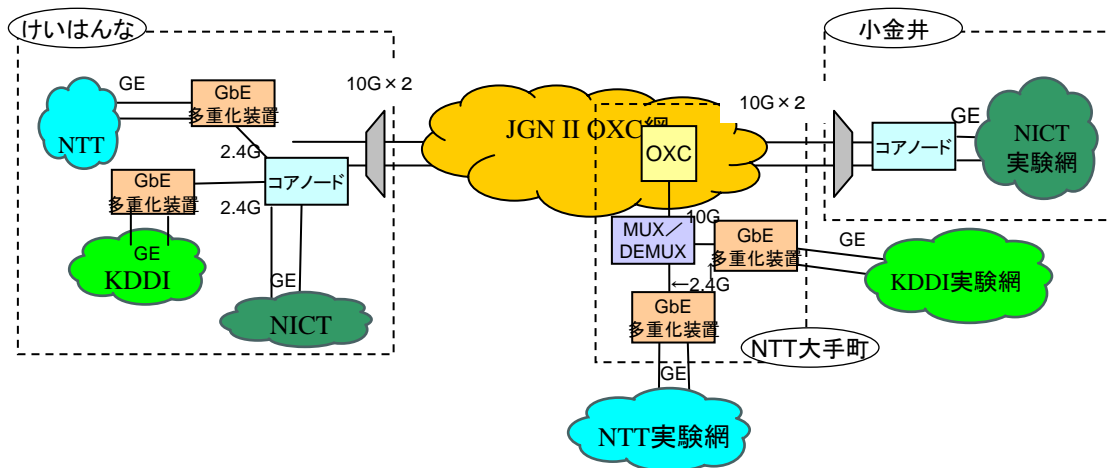 けいはんな
小金井
GE
GbE
多重化装置
NTT
2.4G
GbE
多重化装置
2.4G
コアノード
GE
KDDI
GE
NICT
10G×2
JGN II OXC網
OXC
10G×2
コアノード
GE
NICT
実験網
10G
MUX／
DEMUX
GbE
多重化装置
GE
KDDI実験網
←2.4G→
GbE
多重化装置
NTT大手町
GE
NTT実験網